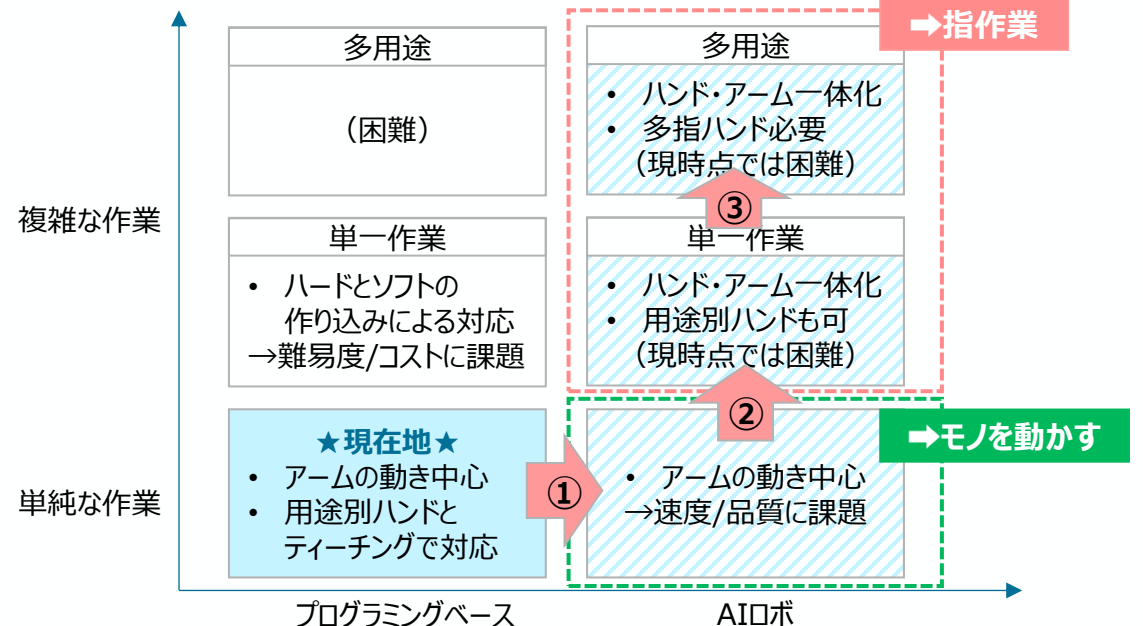 ➡指作業
多用途
(困難)
多用途
• ハンド・アーム一体化
• 多指ハンド必要
(現時点では困難)
③
複雑な作業
単一作業
• ハードとソフトの
作り込みによる対応
→難易度/コストに課題
単一作業
• ハンド・アーム一体化
• 用途別ハンドも可
(現時点では困難)
②
➡モノを動かす
単純な作業
★現在地★
• アームの動き中心
• 用途別ハンドと
ティーチングで対応
①
• アームの動き中心
→速度/品質に課題
プログラミングベース
AIロボ